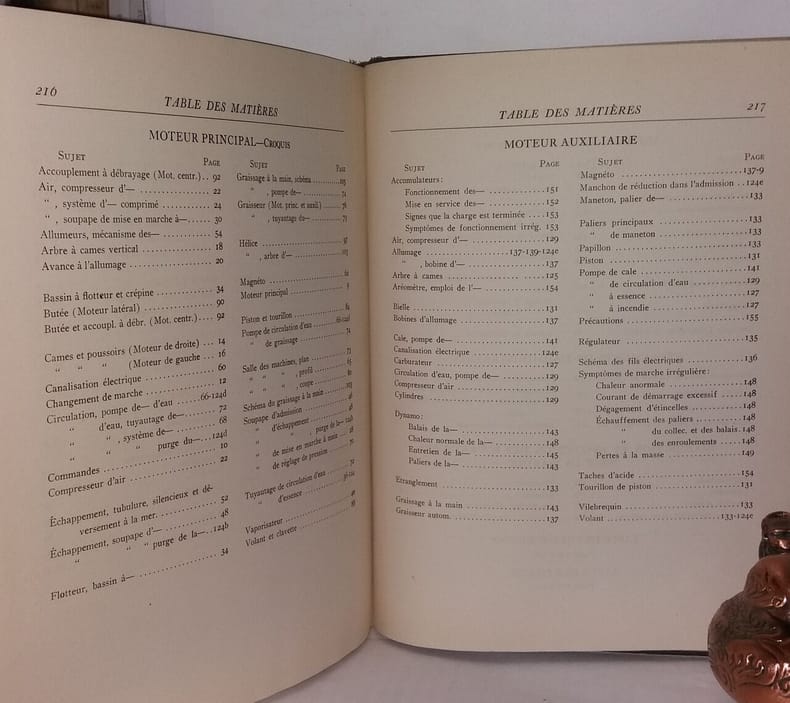 216
TABLE DES MATIÈRES
MOTEUR PRINCIPAL—CROQUIS
SUJET PAGE
Accouplement à débrayage (Mot. centr.).. 92
Air, compresseur d'— 22
“ , système d'— comprimé 24
“ , soupape de mise en marche à— 30
Allumeurs, mécanisme des— 54
Arbre à cames vertical 18
Avance à l'allumage 20
Bassin à flotteur et crépine 34
Butée (Moteur latéral) 90
Butée et accoupl. à débr. (Mot. centr.) 92
Cames et poussoirs (Moteur de droite) 14
“ “ “ (Moteur de gauche 16
Canalisation électrique 60
Changement de marche 12
Circulation, pompe de— d'eau 66-124d
“ d'eau, tuyautage de— 72
“ “ , système de— 68
“ “ “ purge du— 124d
Commandes 10
Compresseur d'air 22
Échappement, tubulure, silencieux et dé-
versement à la mer. 52
Échappement, soupape d'— 48
“ “ “ purge de la— 124b
Flotteur, bassin à— 34
SUJET PAGE
Graissage à la main, schéma
“ , pompe de— 74
Graisseur (Mot. princ. et auxil.) 76
“ , tuyautage de—
Hélice
“ , arbre d'—
Magnéto
Moteur principal
Piston et tourillon
Pompe de circulation d'eau
“ de graissage 74
Salle des machines, plan
“ “ “ , profil
“ “ “ , coupe
Schéma du graissage à la main
Soupape d'admission
“ d'échappement
“ “ , purge de la—
“ de mise en marche à main
“ de réglage de pression
Tuyautage de circulation d'eau
“ d'essence
Vaporisateur
Volant et clavette
TABLE DES MATIÈRES
217
MOTEUR AUXILIAIRE
SUJET PAGE
Accumulateurs:
Fonctionnement des— 151
Mise en service des— 152
Signes que la charge est terminée 153
Symptômes de fonctionnement irrég. 153
Air, compresseur d'— 129
Allumage 137-139-124e
“ , bobine d'— 137
Arbre à cames 125
Aréomètre, emploi de l'— 154
Bielle 131
Bobines d'allumage 137
Cale, pompe de— 141
Canalisation électrique 124e
Carburateur 127
Circulation d'eau, pompe de— 129
Compresseur d'air 129
Cylindres 129
Dynamo:
Balais de la— 143
Chaleur normale de la— 148
Entretien de la— 145
Paliers de la— 143
Etranglement 133
Graissage à la main 143
Graisseur autom. 137
SUJET PAGE
Magnéto 137-9
Manchon de réduction dans l'admission 124e
Maneton, palier de— 133
Paliers principaux 133
“ de maneton 133
Papillon 133
Piston 131
Pompe de cale 141
“ de circulation d'eau 129
“ à essence 127
“ à incendie 127
Précautions 155
Régulateur 135
Schéma des fils électriques 136
Symptômes de marche irrégulière:
Chaleur anormale 148
Courant de démarrage excessif 148
Dégagement d'étincelles 148
Échauffement des paliers 148
“ du collec. et des balais. 148
“ des enroulements 148
Pertes à la masse 149
Taches d'acide 154
Tourillon de piston 131
Vilebrequin 133
Volant 133-124e